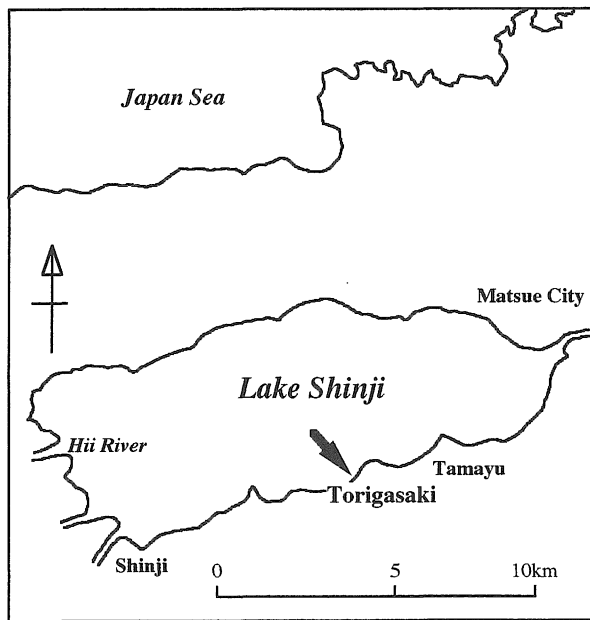 Japan Sea
Matsue City
Lake Shinji
Hii River
Tamayu
Torigasaki
Shinji
0 5 10km